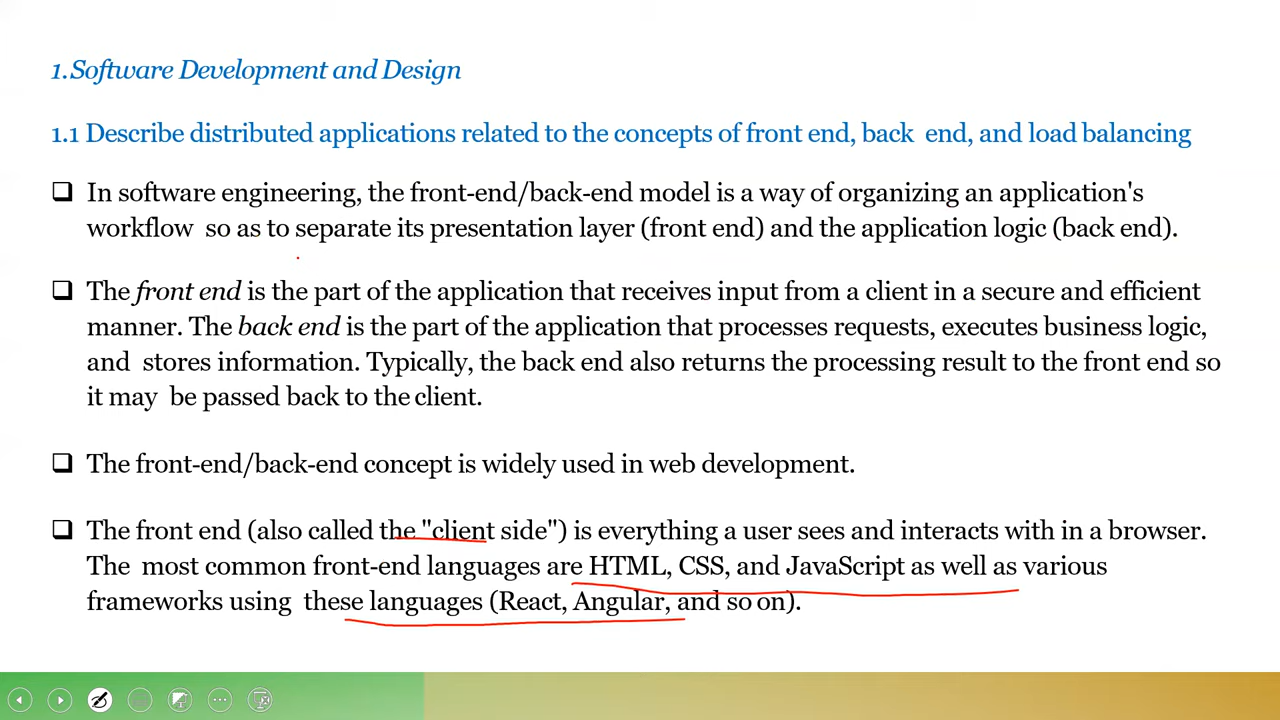 1.Software Development and Design
1.1 Describe distributed applications related to the concepts of front end, back end, and load balancing
In software engineering, the front-end/back-end model is a way of organizing an application's
workflow so as to separate its presentation layer (front end) and the application logic (back end).
The front end is the part of the application that receives input from a client in a secure and efficient
manner. The back end is the part of the application that processes requests, executes business logic,
and stores information. Typically, the back end also returns the processing result to the front end so
it may be passed back to the client.
The front-end/back-end concept is widely used in web development.
The front end (also called the "client side") is everything a user sees and interacts with in a browser.
The most common front-end languages are HTML, CSS, and JavaScript as well as various
frameworks using these languages (React, Angular, and so on).